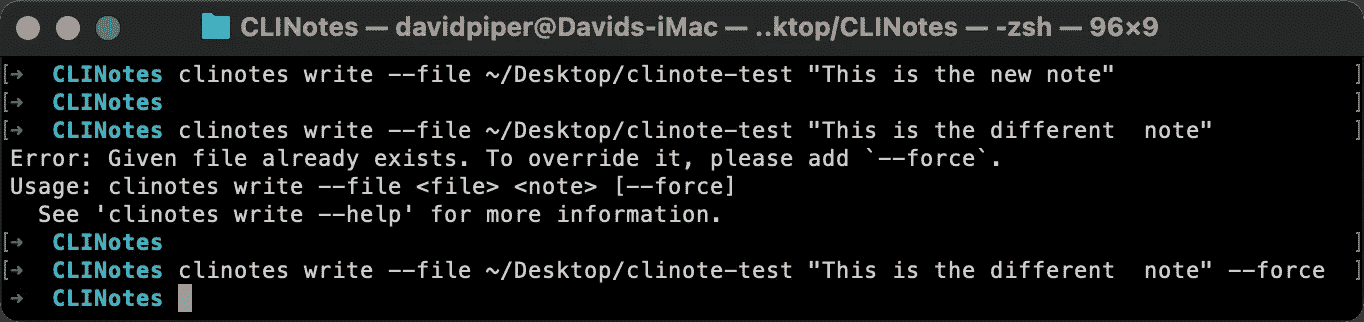 CLINotes — davidpiper@Davids-iMac — ..ktop/CLINotes — -zsh — 96×9
[→  CLINotes clinotes write --file ~/Desktop/clinote-test "This is the new note" ]
[→  CLINotes ]
[→  CLINotes clinotes write --file ~/Desktop/clinote-test "This is the different  note" ]
Error: Given file already exists. To override it, please add `--force`.
Usage: clinotes write --file <file> <note> [--force]
  See 'clinotes write --help' for more information.
[→  CLINotes ]
[→  CLINotes clinotes write --file ~/Desktop/clinote-test "This is the different  note" --force ]
→  CLINotes